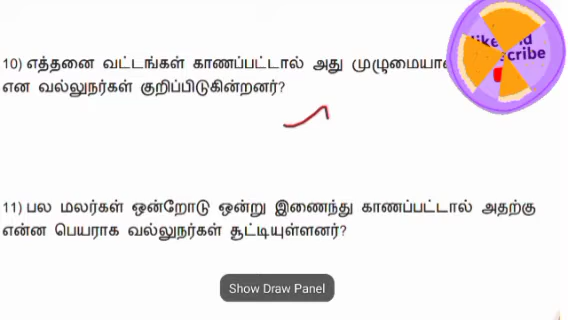 10) எத்தனை வட்டங்கள் காணப்பட்டால் அது
என வல்லுநர்கள் குறிப்பிடுகின்றனர்?
11) பல மலர்கள் ஒன்றோடு ஒன்று இணைந்து காணப்பட்டால் அதற்கு
என்ன பெயராக வல்லுநர்கள் சூட்டியுள்ளனர்?
Show Draw Panel